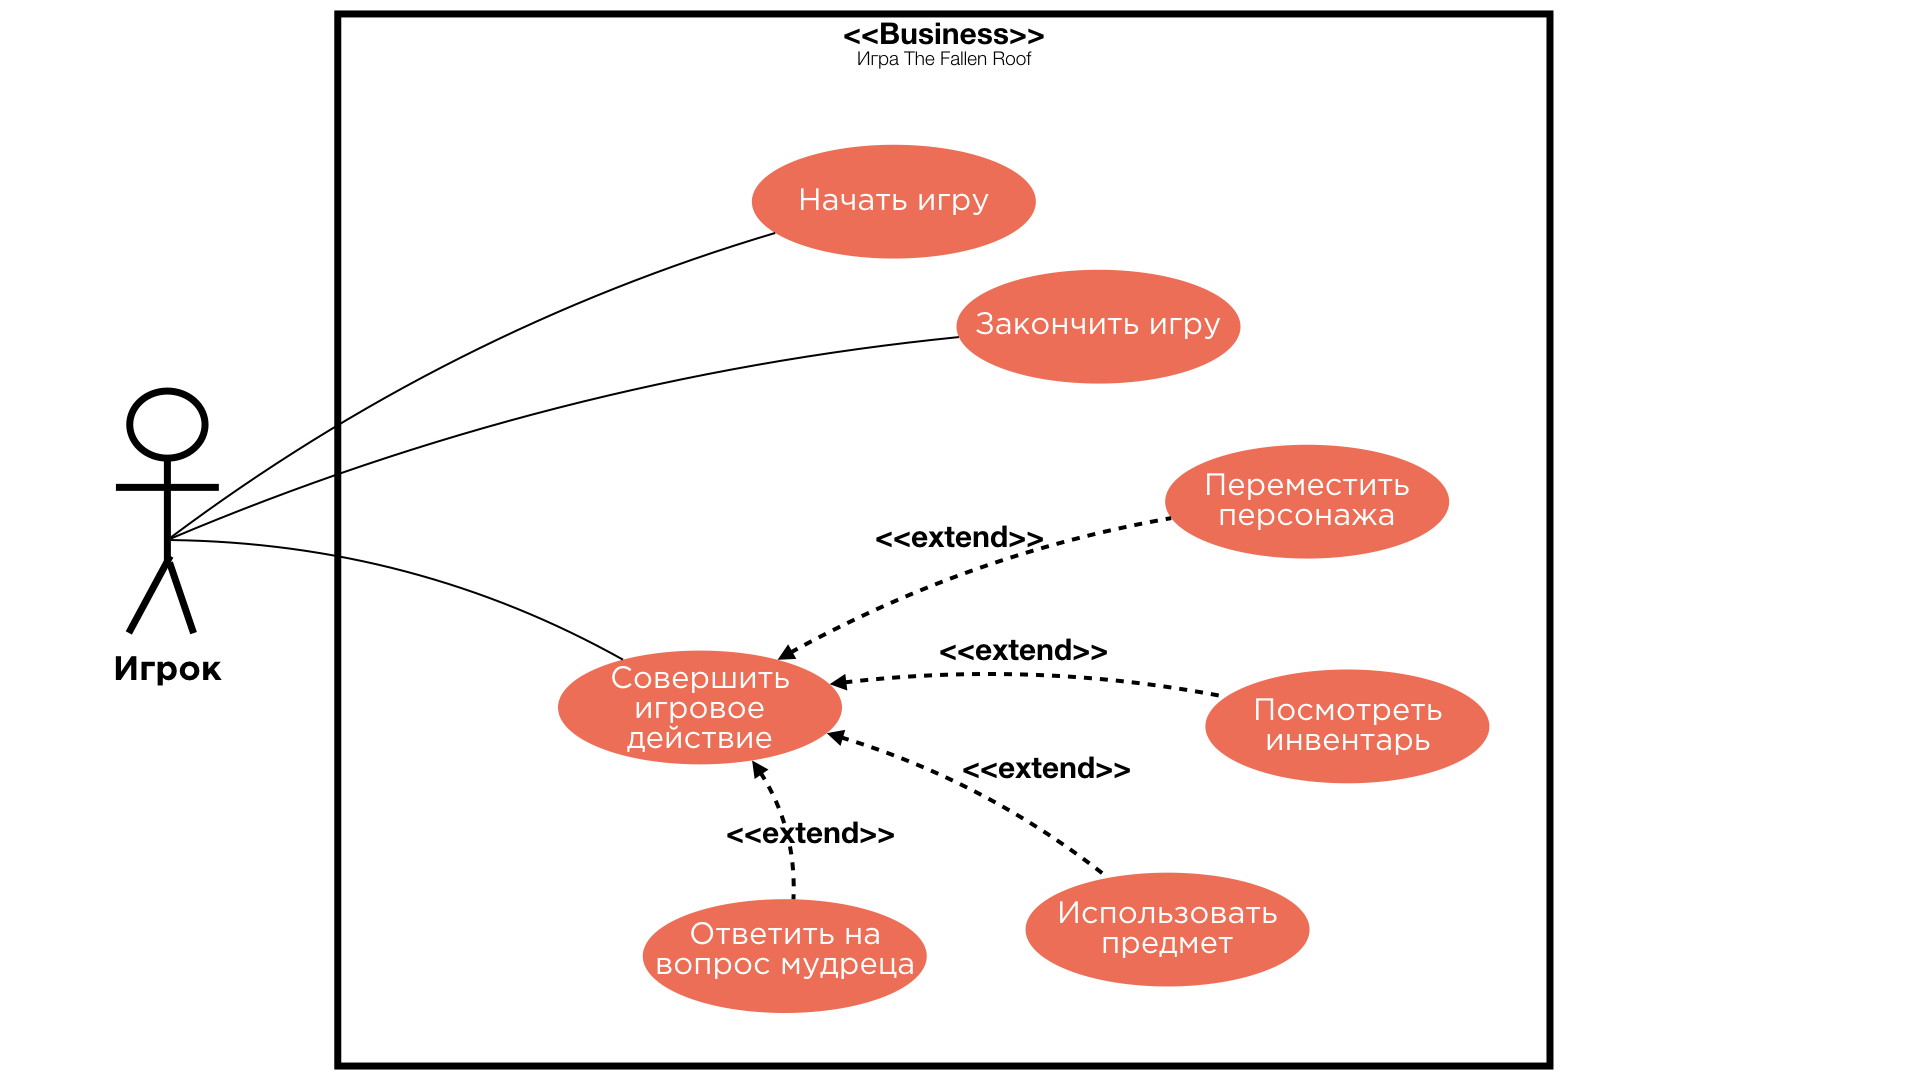 <<Business>>
Игра The Fallen Roof
Начать игру
Закончить игру
Переместить
персонажа
<<extend>>
<<extend>>
Игрок
Совершить
игровое
действие
Посмотреть
инвентарь
<<extend>>
<<extend>>
Использовать
предмет
Ответить на
вопрос мудреца